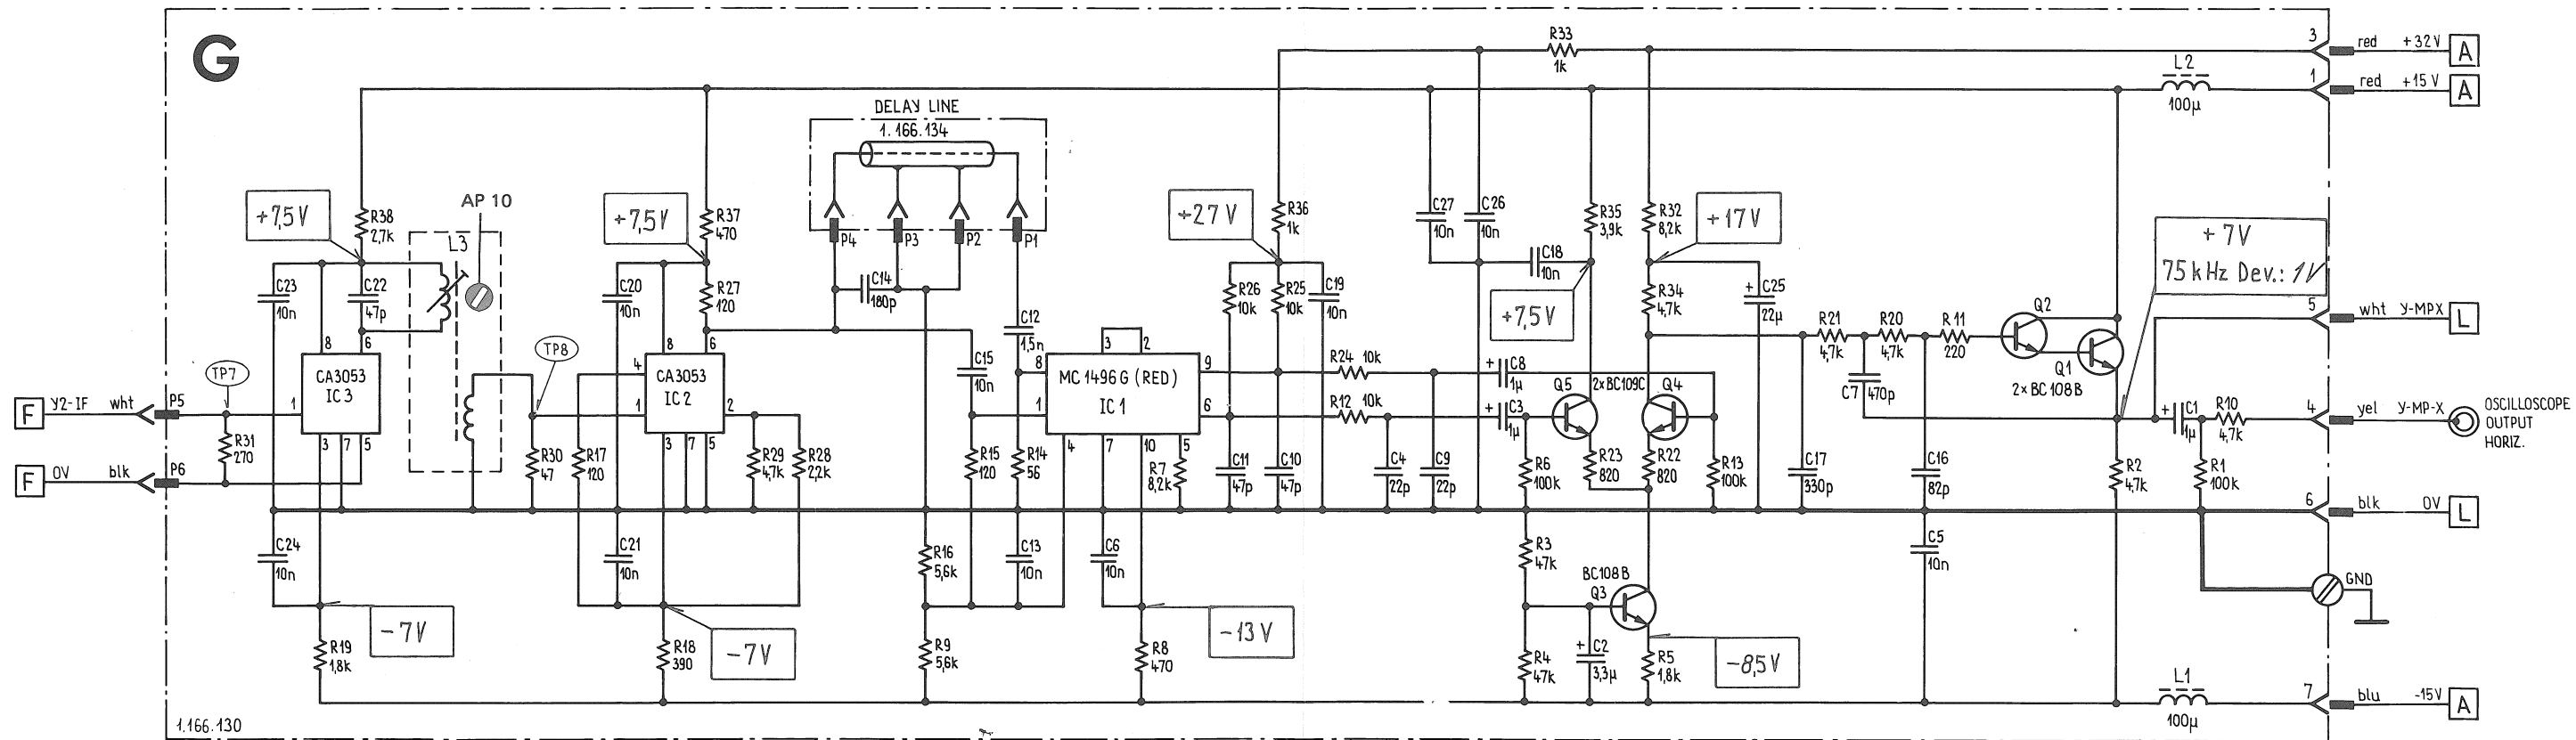 G
R33
1k
3
red +32V A
L2
100µ
1
red +15V A
DELAY LINE
1.166.134
P4
P3
P2
P1
+7,5V
R38
2,7k
AP 10
L3
+7,5V
R37
470
C14
180p
+27V
R36
1k
C27
10n
C26
10n
C18
10n
R35
3,9k
R32
8,2k
+17V
+7V
75kHz Dev.: 1V
C23
10n
C22
47p
C20
10n
R27
120
C12
1,5n
R26
10k
R25
10k
C19
10n
+7,5V
R34
4,7k
C25
+
22µ
5
wht Y-MPX L
8
6
CA3053
IC 3
1
3
7
5
TP7
TP8
8
6
4
CA3053
IC 2
1
2
3
7
5
C15
10n
3
2
8
9
MC 1496 G (RED)
IC 1
1
6
4
7
10
5
R24 10k
R12 10k
+
C8
1µ
+
C3
1µ
Q5
2x BC109C
Q4
R21
4,7k
R20
4,7k
R11
220
C7
470p
Q2
Q1
2x BC108B
+
C1
1µ
R10
4,7k
4
yel Y-MP-X
OSCILLOSCOPE
OUTPUT
HORIZ.
F Y2-IF wht P5
F 0V blk P6
R31
270
R30
47
R17
120
R29
4,7k
R28
2,2k
R15
120
R14
56
R7
8,2k
C11
47p
C10
47p
C4
22p
C9
22p
R6
100k
R23
820
R22
820
R13
100k
C17
330p
C16
82p
R2
4,7k
R1
100k
6
blk 0V L
C24
10n
C21
10n
R16
5,6k
C13
10n
C6
10n
R3
47k
BC108B
Q3
C5
10n
GND
-7V
R19
1,8k
-7V
R18
390
R9
5,6k
R8
470
-13V
R4
47k
+
C2
3,3µ
R5
1,8k
-8,5V
L1
100µ
7
blu -15V A
1.166.130